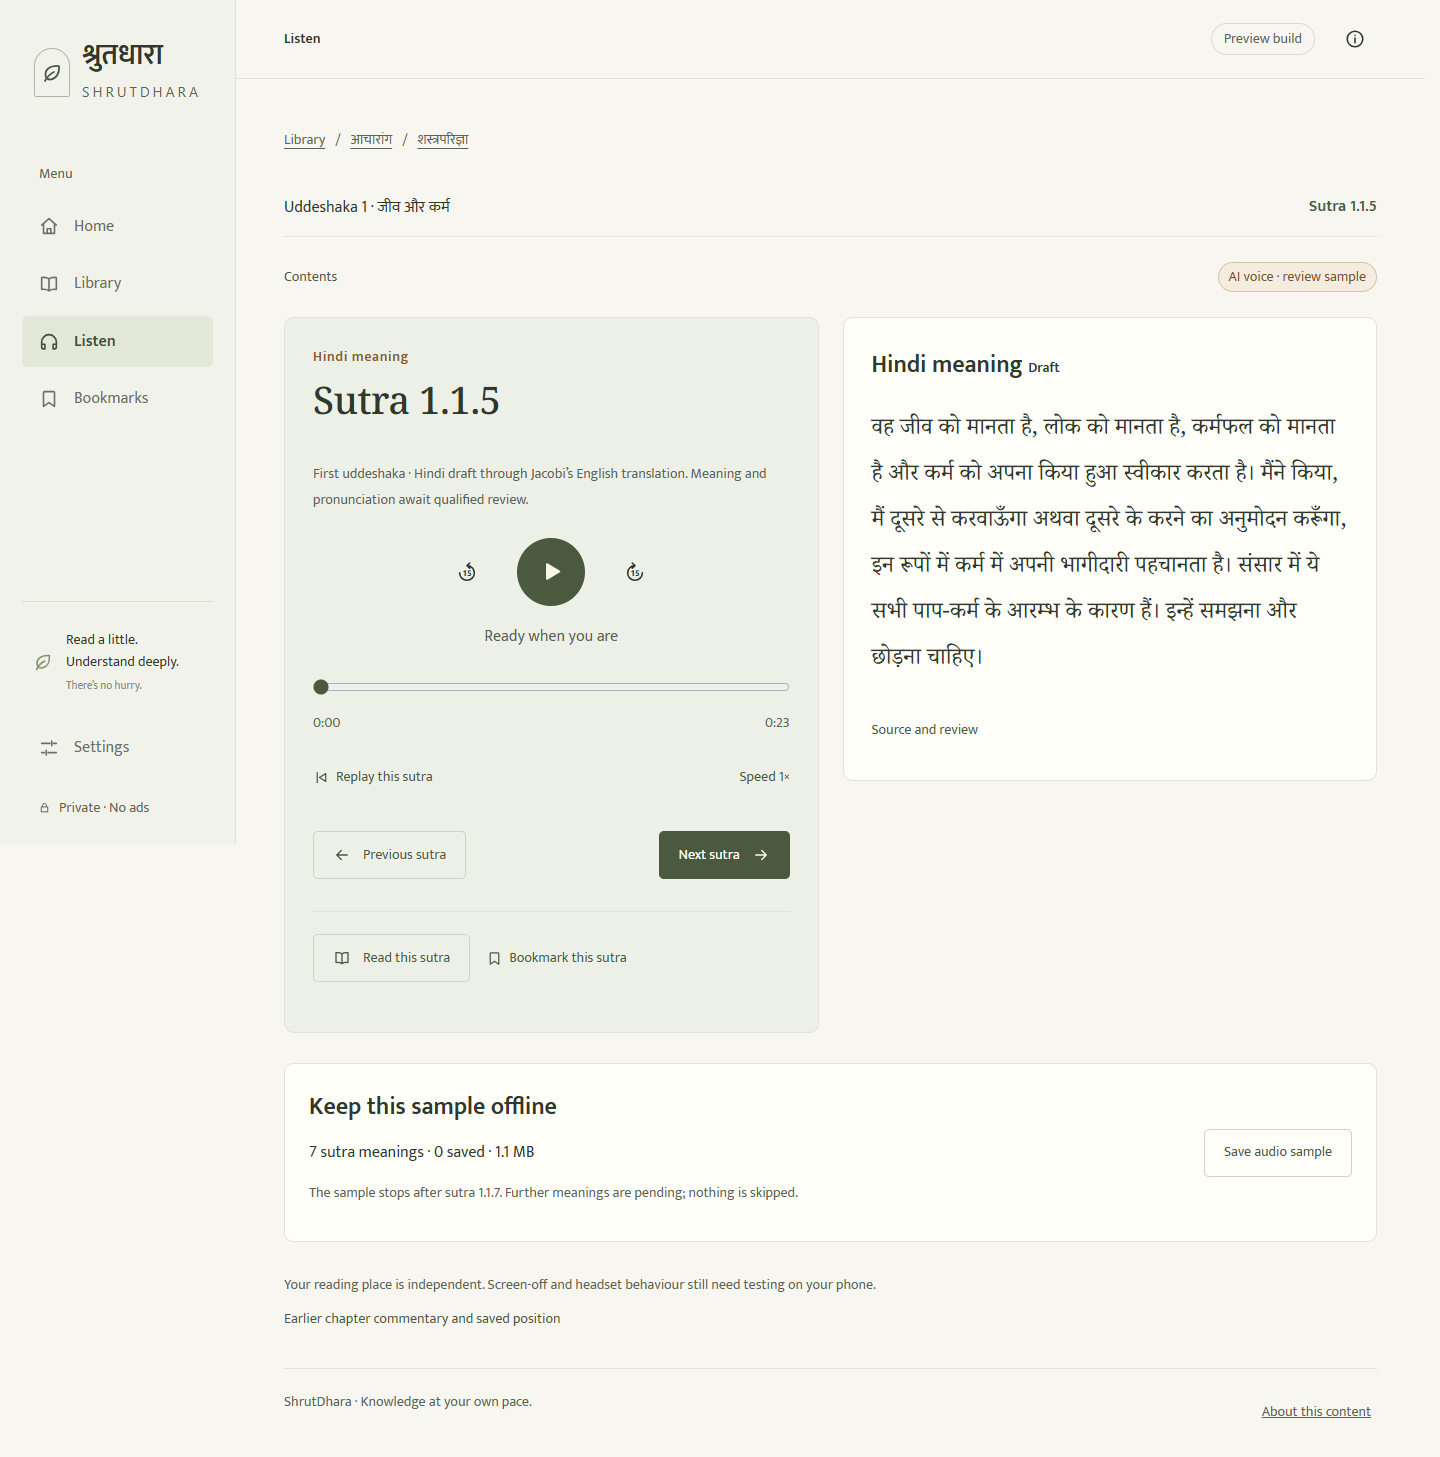 श्रुतधारा
SHRUTDHARA
Menu
Home
Library
Listen
Bookmarks
Read a little.
Understand deeply.
There's no hurry.
Settings
Private · No ads
Listen
Preview build
Library / आचारांग / शस्त्रपरिज्ञा
Uddeshaka 1 · जीव और कर्म
Sutra 1.1.5
Contents
AI voice · review sample
Hindi meaning
Sutra 1.1.5
First uddeshaka · Hindi draft through Jacobi's English translation. Meaning and
pronunciation await qualified review.
15
15
Ready when you are
0:00
0:23
Replay this sutra
Speed 1×
Previous sutra
Next sutra
Read this sutra
Bookmark this sutra
Hindi meaning Draft
वह जीव को मानता है, लोक को मानता है, कर्मफल को मानता
है और कर्म को अपना किया हुआ स्वीकार करता है। मैंने किया,
मैं दूसरे से करवाऊँगा अथवा दूसरे के करने का अनुमोदन करूँगा,
इन रूपों में कर्म में अपनी भागीदारी पहचानता है। संसार में ये
सभी पाप-कर्म के आरम्भ के कारण हैं। इन्हें समझना और
छोड़ना चाहिए।
Source and review
Keep this sample offline
7 sutra meanings · 0 saved · 1.1 MB
The sample stops after sutra 1.1.7. Further meanings are pending; nothing is skipped.
Save audio sample
Your reading place is independent. Screen-off and headset behaviour still need testing on your phone.
Earlier chapter commentary and saved position
ShrutDhara · Knowledge at your own pace.
About this content